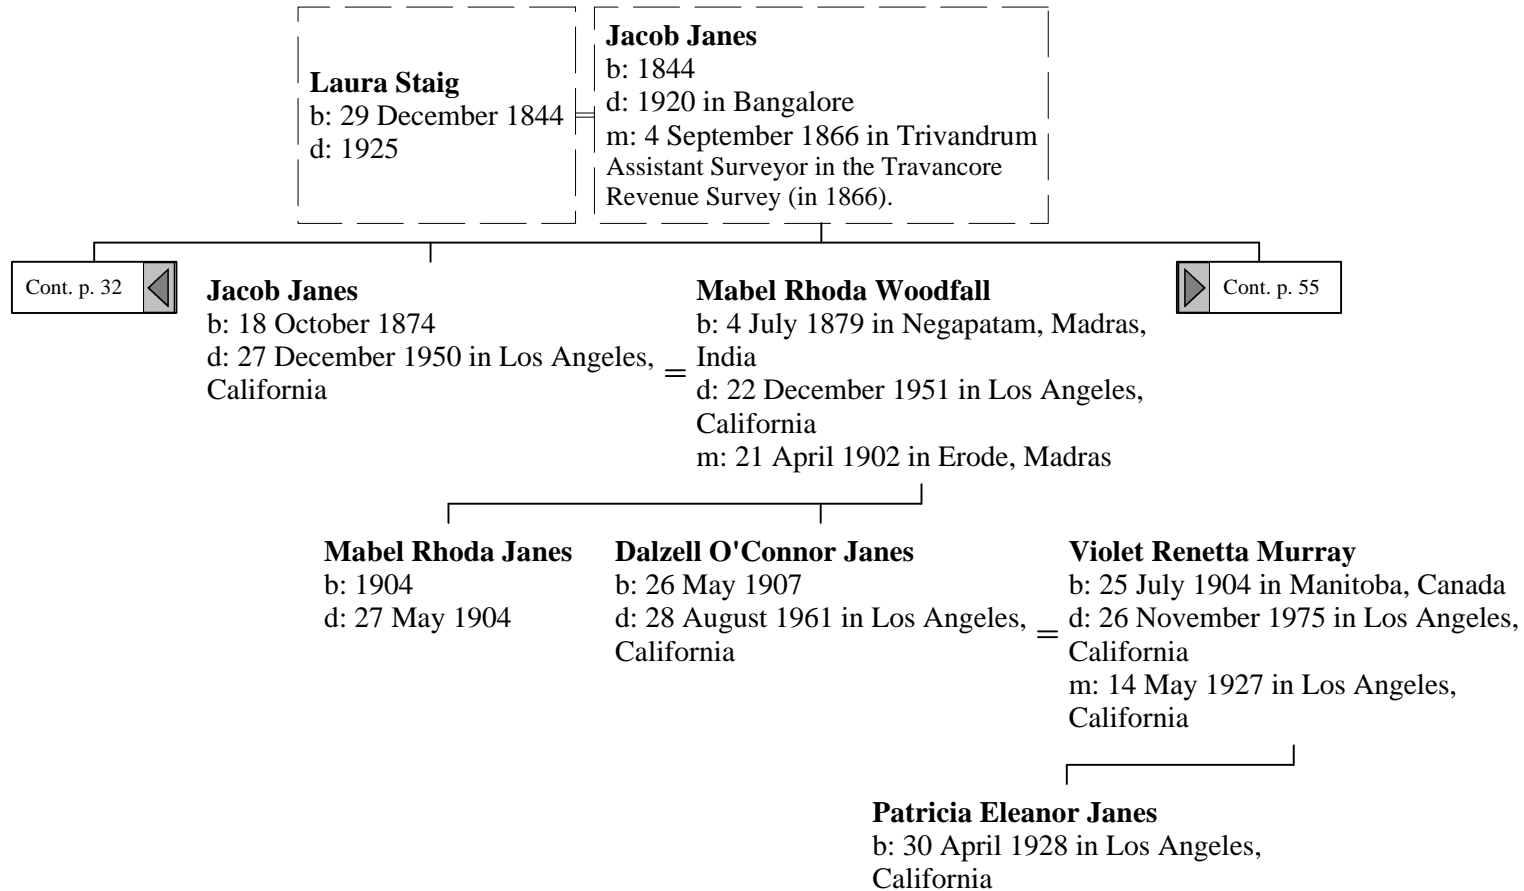 Laura Staig
b: 29 December 1844
d: 1925
Jacob Janes
b: 1844
d: 1920 in Bangalore
m: 4 September 1866 in Trivandrum
Assistant Surveyor in the Travancore
Revenue Survey (in 1866).
=
Cont. p. 32
Jacob Janes
b: 18 October 1874
d: 27 December 1950 in Los Angeles,
California
=
Mabel Rhoda Woodfall
b: 4 July 1879 in Negapatam, Madras,
India
d: 22 December 1951 in Los Angeles,
California
m: 21 April 1902 in Erode, Madras
Cont. p. 55
Mabel Rhoda Janes
b: 1904
d: 27 May 1904
Dalzell O'Connor Janes
b: 26 May 1907
d: 28 August 1961 in Los Angeles,
California
=
Violet Renetta Murray
b: 25 July 1904 in Manitoba, Canada
d: 26 November 1975 in Los Angeles,
California
m: 14 May 1927 in Los Angeles,
California
Patricia Eleanor Janes
b: 30 April 1928 in Los Angeles,
California